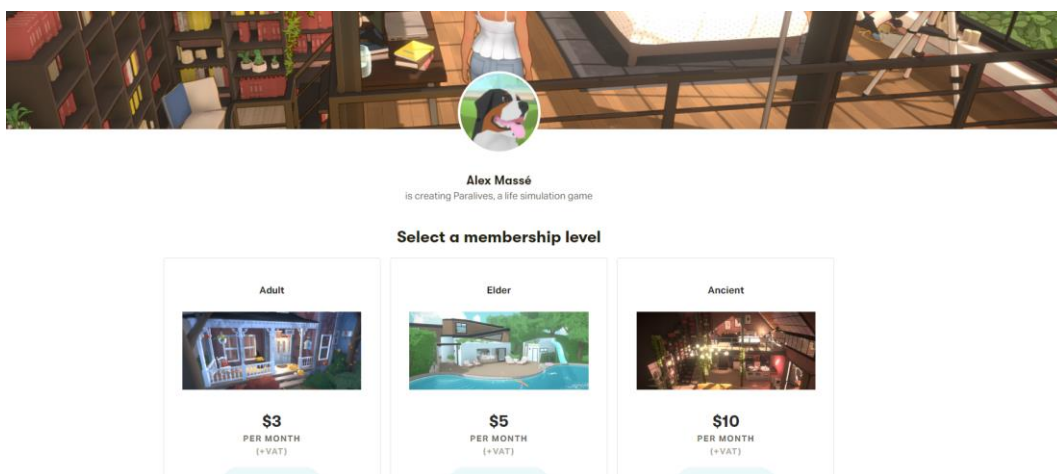 Alex Massé
is creating Paralives, a life simulation game
Select a membership level
Adult
Elder
Ancient
$3
PER MONTH
(+VAT)
$5
PER MONTH
(+VAT)
$10
PER MONTH
(+VAT)